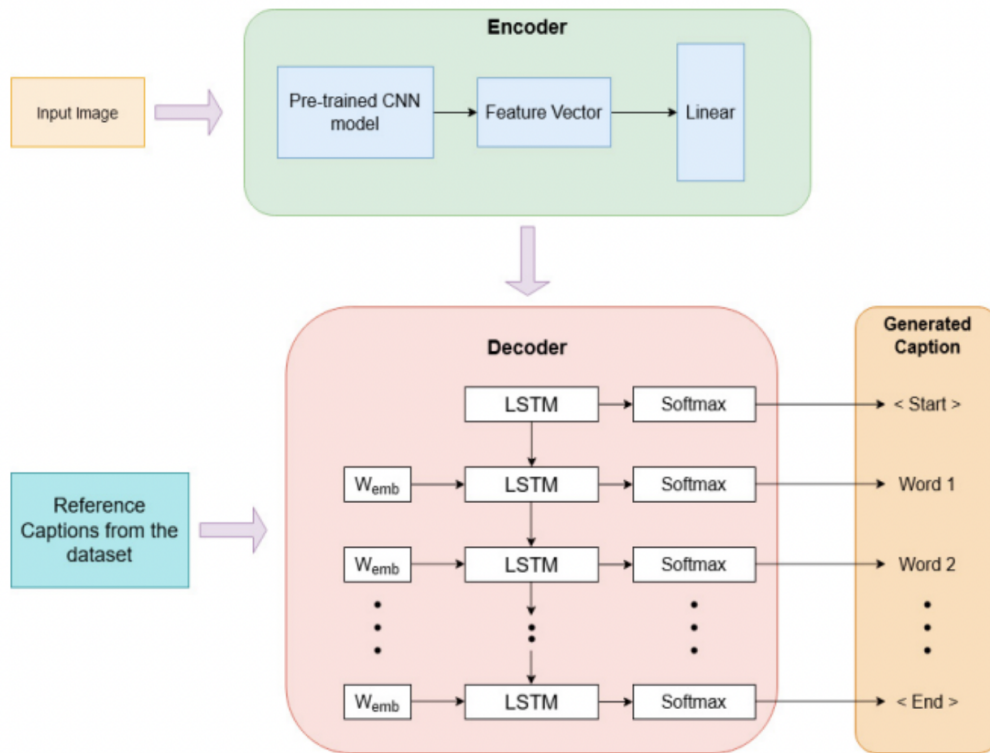 Encoder
Input Image
Pre-trained CNN
model
Feature Vector
Linear
Decoder
Generated
Caption
LSTM
Softmax
< Start >
Reference
Captions from the
dataset
Wemb
LSTM
Softmax
Word 1
Wemb
LSTM
Softmax
Word 2
Wemb
LSTM
Softmax
< End >